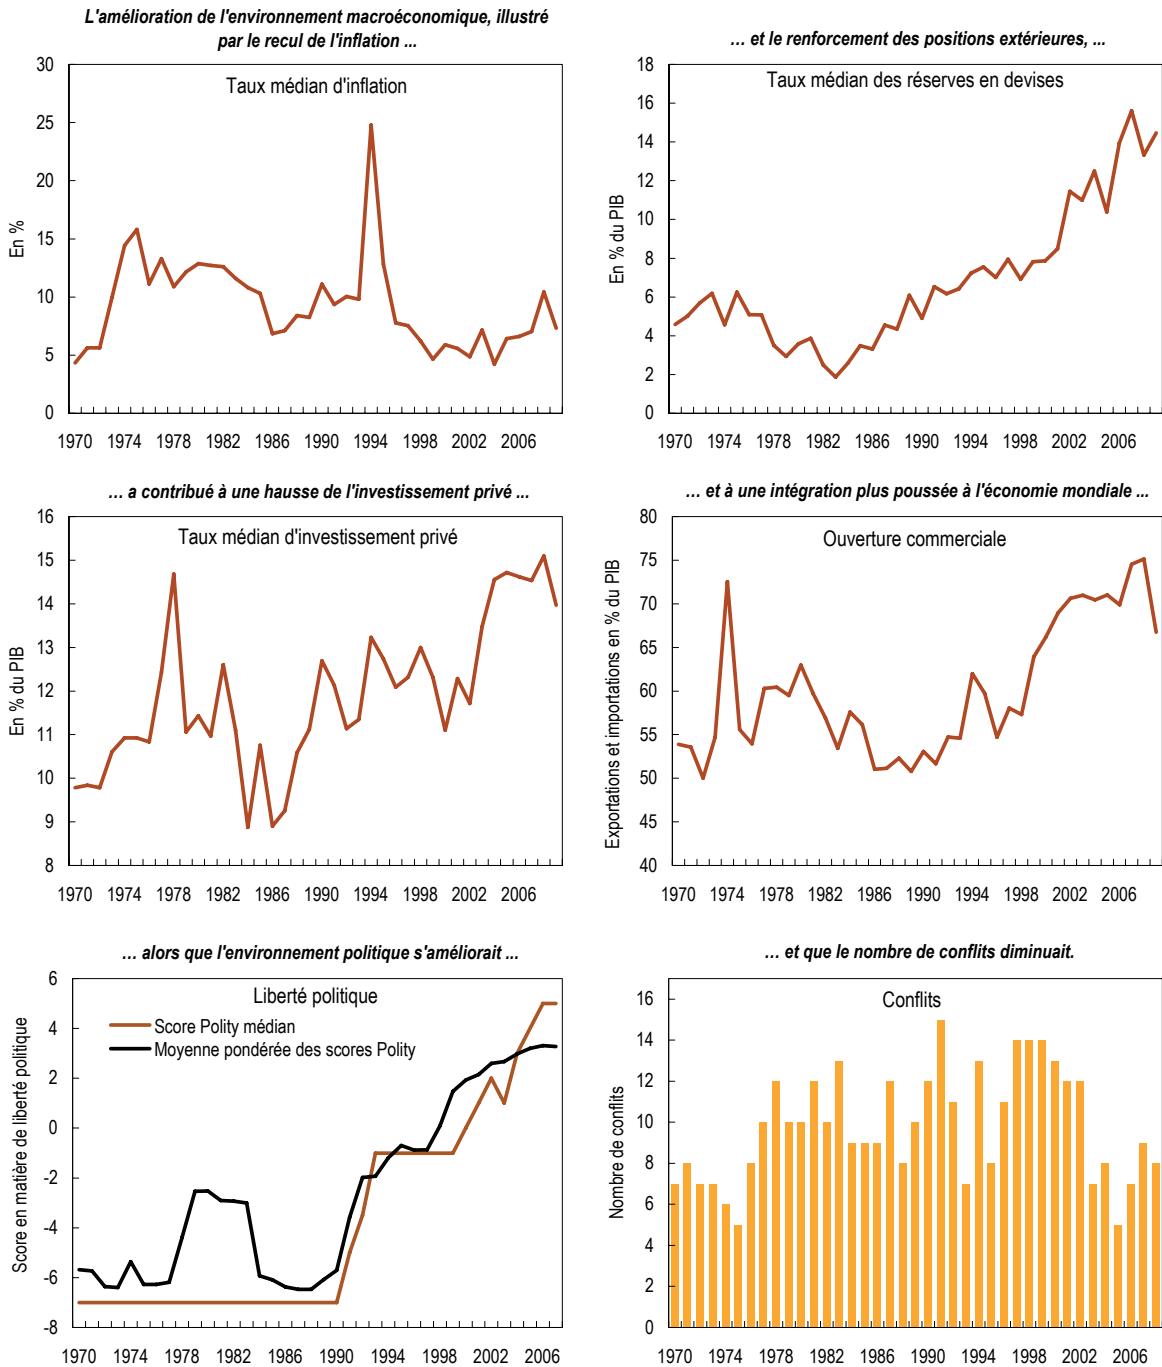 L'amélioration de l'environnement macroéconomique, illustré
par le recul de l'inflation ...
Taux médian d'inflation
En %
30
25
20
15
10
5
0
1970 1974 1978 1982 1986 1990 1994 1998 2002 2006
… et le renforcement des positions extérieures, ...
Taux médian des réserves en devises
En % du PIB
18
16
14
12
10
8
6
4
2
0
1970 1974 1978 1982 1986 1990 1994 1998 2002 2006
… a contribué à une hausse de l'investissement privé ...
Taux médian d'investissement privé
En % du PIB
16
15
14
13
12
11
10
9
8
1970 1974 1978 1982 1986 1990 1994 1998 2002 2006
… et à une intégration plus poussée à l'économie mondiale ...
Ouverture commerciale
Exportations et importations en % du PIB
80
75
70
65
60
55
50
45
40
1970 1974 1978 1982 1986 1990 1994 1998 2002 2006
… alors que l'environnement politique s'améliorait ...
Liberté politique
Score Polity médian
Moyenne pondérée des scores Polity
Score en matière de liberté politique
6
4
2
0
-2
-4
-6
-8
1970 1974 1978 1982 1986 1990 1994 1998 2002 2006
… et que le nombre de conflits diminuait.
Conflits
Nombre de conflits
16
14
12
10
8
6
4
2
0
1970 1974 1978 1982 1986 1990 1994 1998 2002 2006